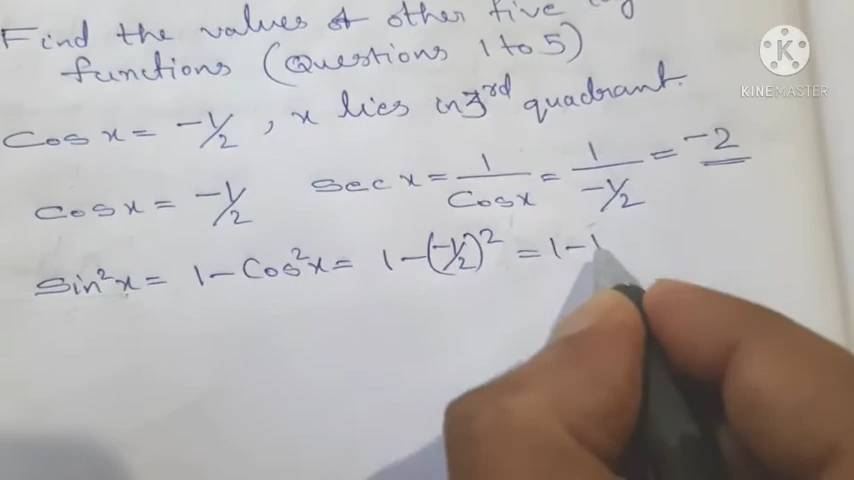 Find the values of other five trig
functions (Questions 1 to 5)
Cos x = -1/2, x lies in 3rd quadrant.
Cos x = -1/2 Sec x = 1/Cos x = 1/(-1/2) = -2
Sin²x = 1 - Cos²x = 1 - (-1/2)² = 1 - 1
KINEMASTER